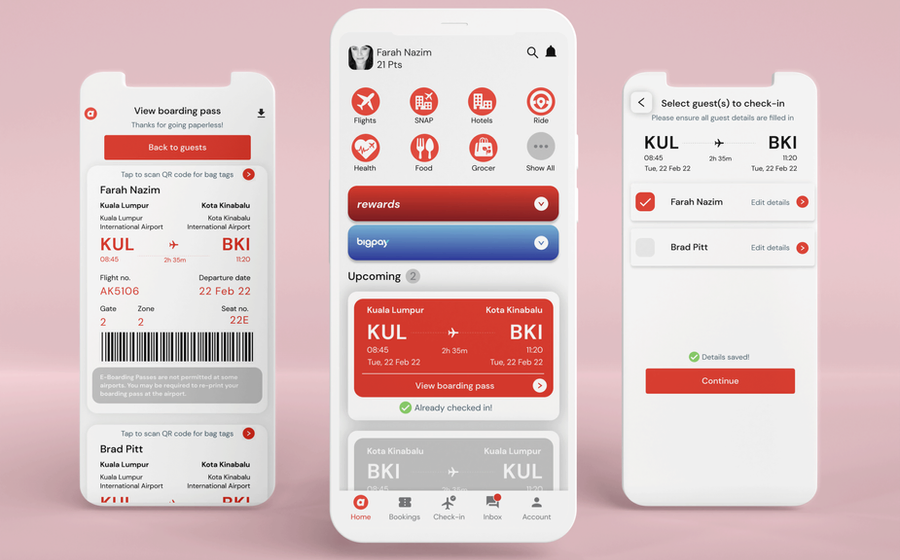 View boarding pass
Thanks for going paperless!
Back to guests
Tap to scan QR code for bag tags
Farah Nazim
Kuala Lumpur Kota Kinabalu
Kuala Lumpur Kota Kinabalu
International Airport International Airport
KUL BKI
08:45 2h 35m 11:20
Flight no. Departure date
AK5106 22 Feb 22
Gate Zone Seat no.
2 2 22E
E-Boarding Passes are not permitted at some
airports. You may be required to re-print your
boarding pass at the airport.
Tap to scan QR code for bag tags
Brad Pitt
Kuala Lumpur Kota Kinabalu
Kuala Lumpur Kota Kinabalu
International Airport International Airport
KUL BKI
Farah Nazim
21 Pts
Flights SNAP Hotels Ride
Health Food Grocer Show All
rewards
bigpay
Upcoming 2
Kuala Lumpur Kota Kinabalu
KUL BKI
08:45 2h 35m 11:20
Tue, 22 Feb 22 Tue, 22 Feb 22
View boarding pass
Already checked in!
Kota Kinabalu Kuala Lumpur
BKI KUL
a
Home Bookings Check-in Inbox Account
Select guest(s) to check-in
Please ensure all guest details are filled in
KUL BKI
08:45 2h 35m 11:20
Tue, 22 Feb 22 Tue, 22 Feb 22
Farah Nazim Edit details
Brad Pitt Edit details
Details saved!
Continue